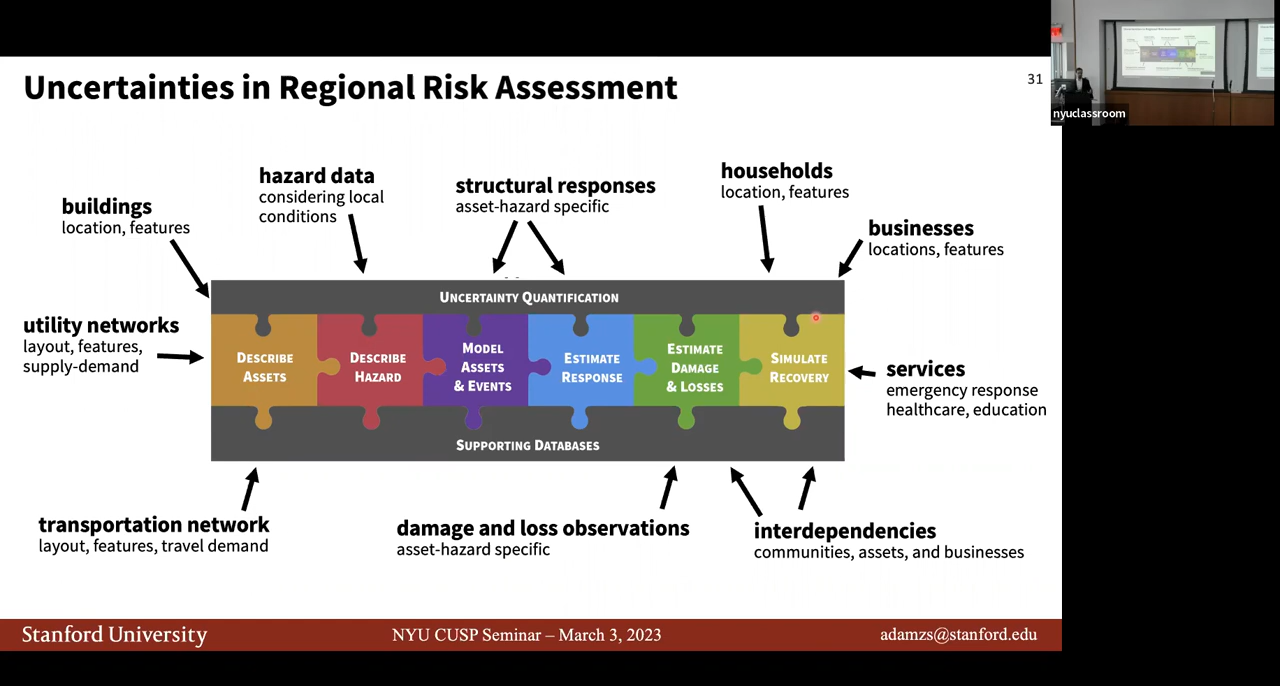 Uncertainties in Regional Risk Assessment
31
nyuclassroom
buildings
location, features
hazard data
considering local
conditions
structural responses
asset-hazard specific
households
location, features
businesses
locations, features
utility networks
layout, features,
supply-demand
UNCERTAINTY QUANTIFICATION
DESCRIBE
ASSETS
DESCRIBE
HAZARD
MODEL
ASSETS
& EVENTS
ESTIMATE
RESPONSE
ESTIMATE
DAMAGE
& LOSSES
SIMULATE
RECOVERY
SUPPORTING DATABASES
services
emergency response
healthcare, education
transportation network
layout, features, travel demand
damage and loss observations
asset-hazard specific
interdependencies
communities, assets, and businesses
Stanford University
NYU CUSP Seminar – March 3, 2023
adamzs@stanford.edu